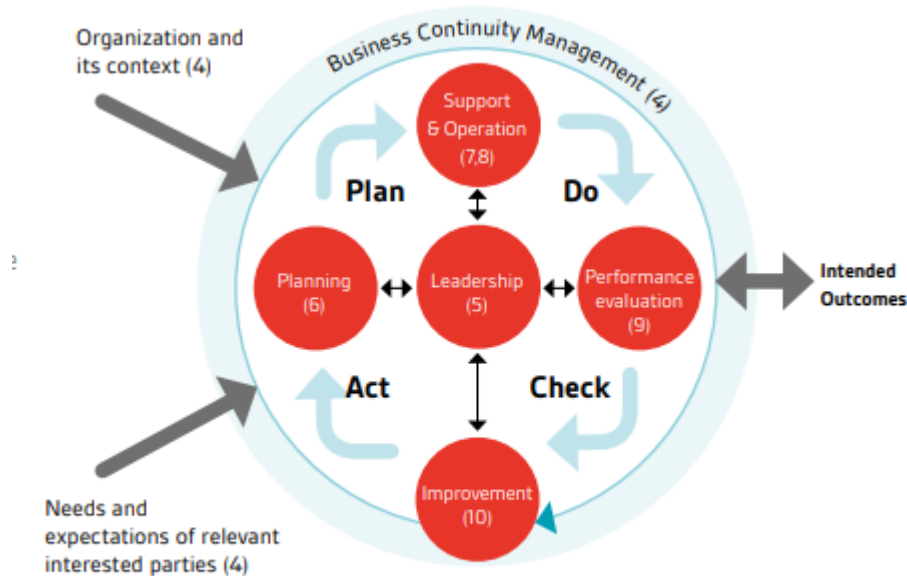 Organization and
its context (4)
Business Continuity Management (4)
Support
& Operation
(7,8)
Plan
Do
Planning
(6)
Leadership
(5)
Performance
evaluation
(9)
Intended
Outcomes
Act
Check
Improvement
(10)
Needs and
expectations of relevant
interested parties (4)